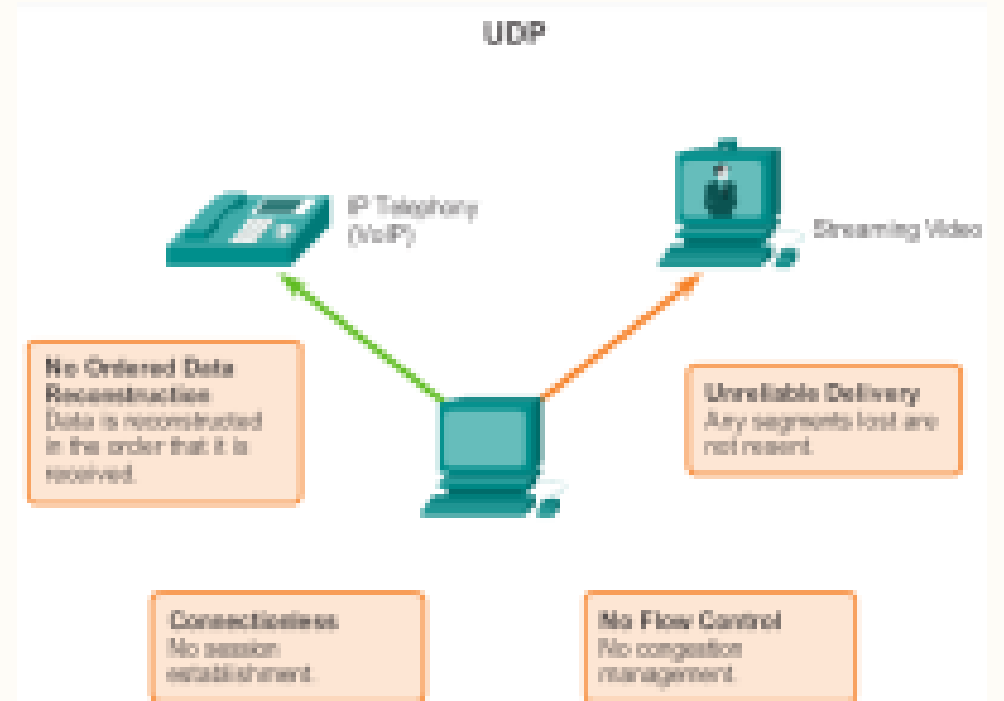 UDP
IP Telephony
(VoIP)
Streaming Video
No Ordered Data
Reconstruction
Data is reconstructed
in the order that it is
received.
Unreliable Delivery
Any segments lost are
not resent.
Connectionless
No session
establishment.
No Flow Control
No congestion
management.